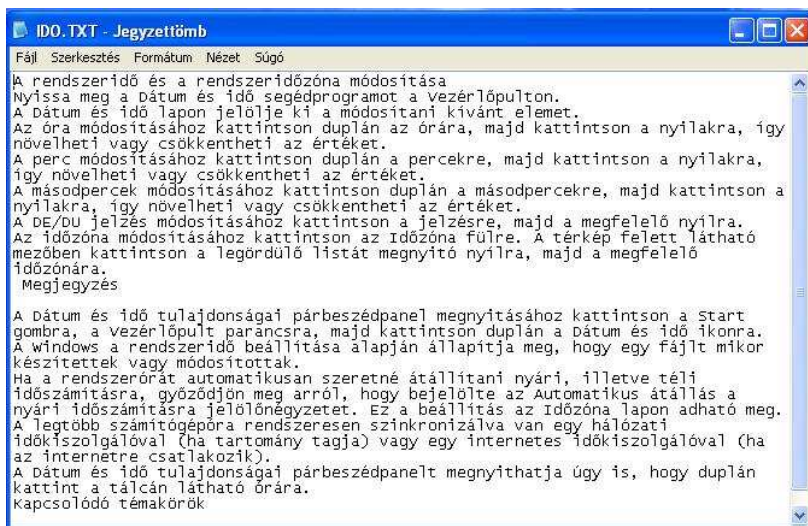 IDO.TXT - Jegyzettömb
Fájl Szerkesztés Formátum Nézet Súgó
A rendszeridő és a rendszeridőzóna módosítása
Nyissa meg a Dátum és idő segédprogramot a Vezérlőpulton.
A Dátum és idő lapon jelölje ki a módosítani kívánt elemet.
Az óra módosításához kattintson duplán az órára, majd kattintson a nyilakra, így
növelheti vagy csökkentheti az értéket.
A perc módosításához kattintson duplán a percekre, majd kattintson a nyilakra,
így növelheti vagy csökkentheti az értéket.
A másodpercek módosításához kattintson duplán a másodpercekre, majd kattintson a
nyilakra, így növelheti vagy csökkentheti az értéket.
A DE/DU jelzés módosításához kattintson a jelzésre, majd a megfelelő nyílra.
Az időzóna módosításához kattintson az Időzóna fülre. A térkép felett látható
mezőben kattintson a legördülő listát megnyitó nyílra, majd a megfelelő
időzónára.
Megjegyzés
A Dátum és idő tulajdonságai párbeszédpanel megnyitásához kattintson a Start
gombra, a Vezérlőpult parancsra, majd kattintson duplán a Dátum és idő ikonra.
A Windows a rendszeridő beállítása alapján állapítja meg, hogy egy fájlt mikor
készítettek vagy módosítottak.
Ha a rendszerórát automatikusan szeretné átállítani nyári, illetve téli
időszámításra, győződjön meg arról, hogy bejelölte az Automatikus átállás a
nyári időszámításra jelölőnégyzetet. Ez a beállítás az Időzóna lapon adható meg.
A legtöbb számítógépóra rendszeresen szinkronizálva van egy hálózati
időkiszolgálóval (ha tartomány tagja) vagy egy internetes időkiszolgálóval (ha
az internetre csatlakozik).
A Dátum és idő tulajdonságai párbeszédpanelt megnyithatja úgy is, hogy duplán
kattint a tálcán látható órára.
Kapcsolódó témakörök